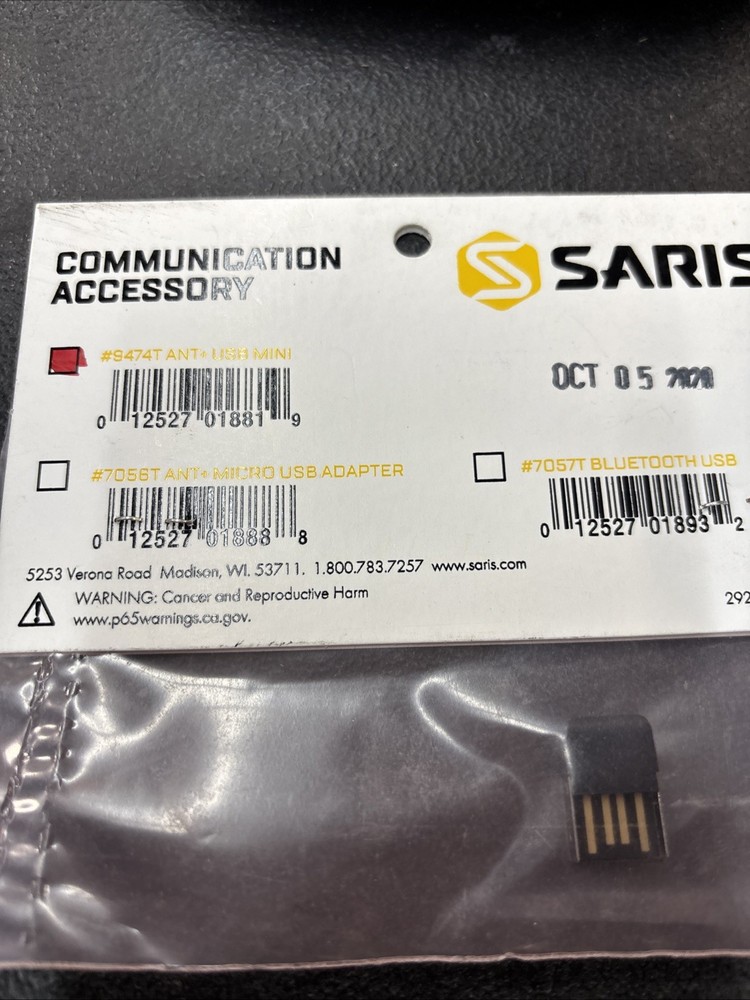 COMMUNICATION
ACCESSORY
SARIS
#9474T ANT+ USB MINI
0 12527 01881 9
OCT 05 2020
#7056T ANT+ MICRO USB ADAPTER
0 12527 01888 8
#7057T BLUETOOTH USB
0 12527 01893 2
5253 Verona Road Madison, WI. 53711. 1.800.783.7257 www.saris.com
WARNING: Cancer and Reproductive Harm
www.p65warnings.ca.gov.
292